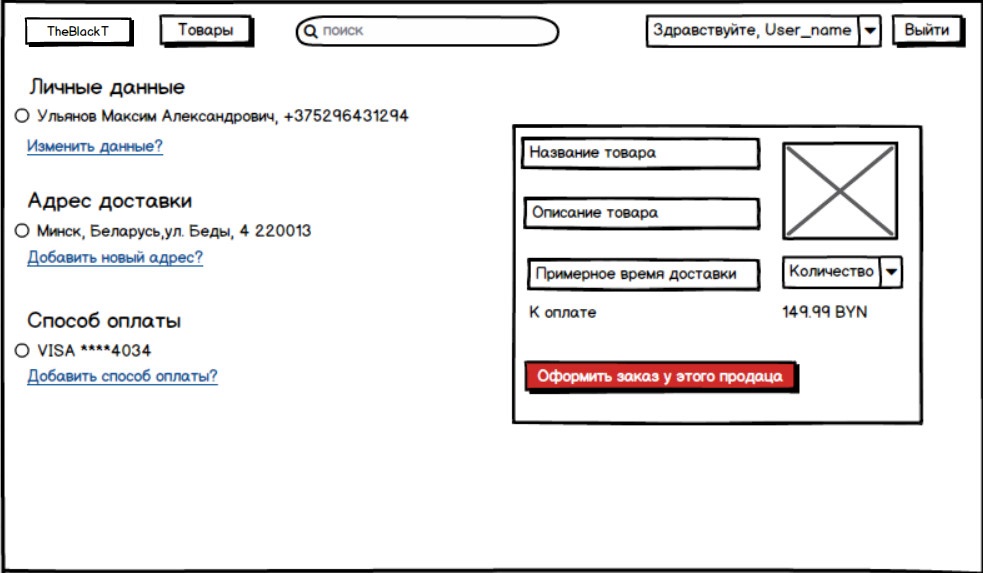 TheBlackT
Товары
поиск
Здравствуйте, User_name
Выйти
Личные данные
Ульянов Максим Александрович, +375296431294
Изменить данные?
Адрес доставки
Минск, Беларусь,ул. Беды, 4 220013
Добавить новый адрес?
Способ оплаты
VISA ****4034
Добавить способ оплаты?
Название товара
Описание товара
Примерное время доставки
Количество
К оплате
149.99 BYN
Оформить заказ у этого продаца